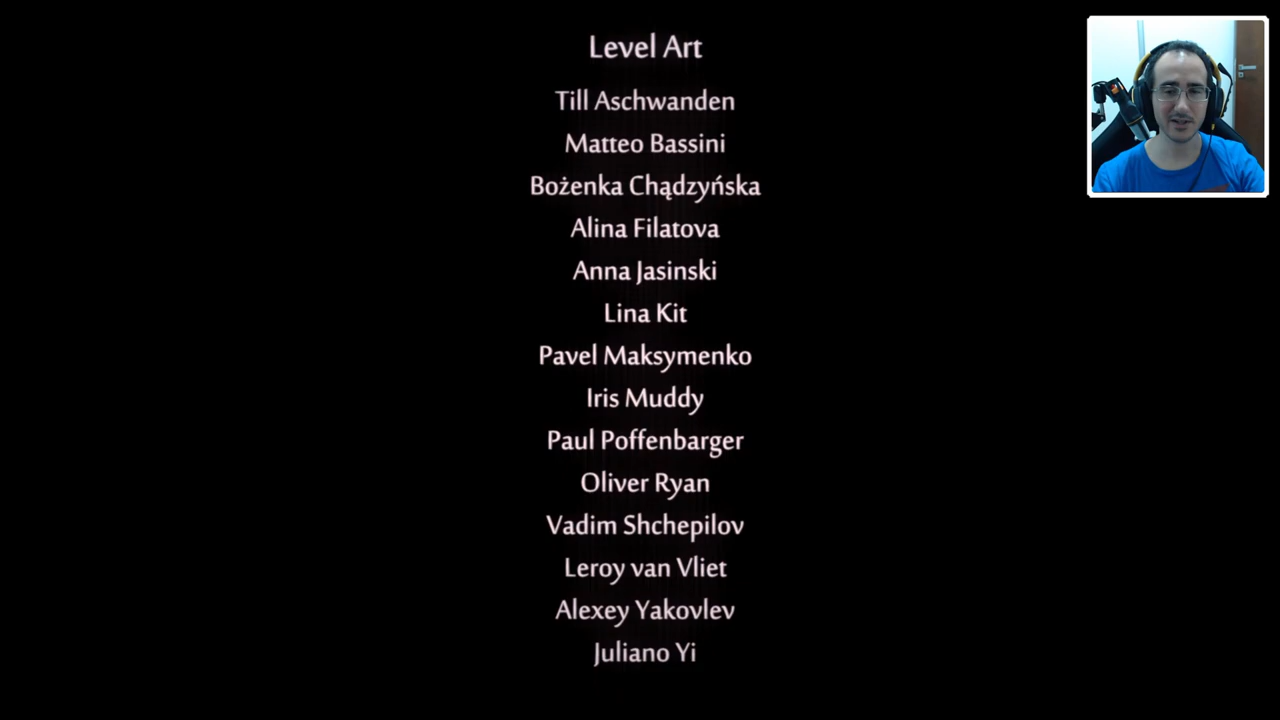 Level Art
Till Aschwanden
Matteo Bassini
Bożenka Chądzyńska
Alina Filatova
Anna Jasinski
Lina Kit
Pavel Maksymenko
Iris Muddy
Paul Poffenbarger
Oliver Ryan
Vadim Shchepilov
Leroy van Vliet
Alexey Yakovlev
Juliano Yi